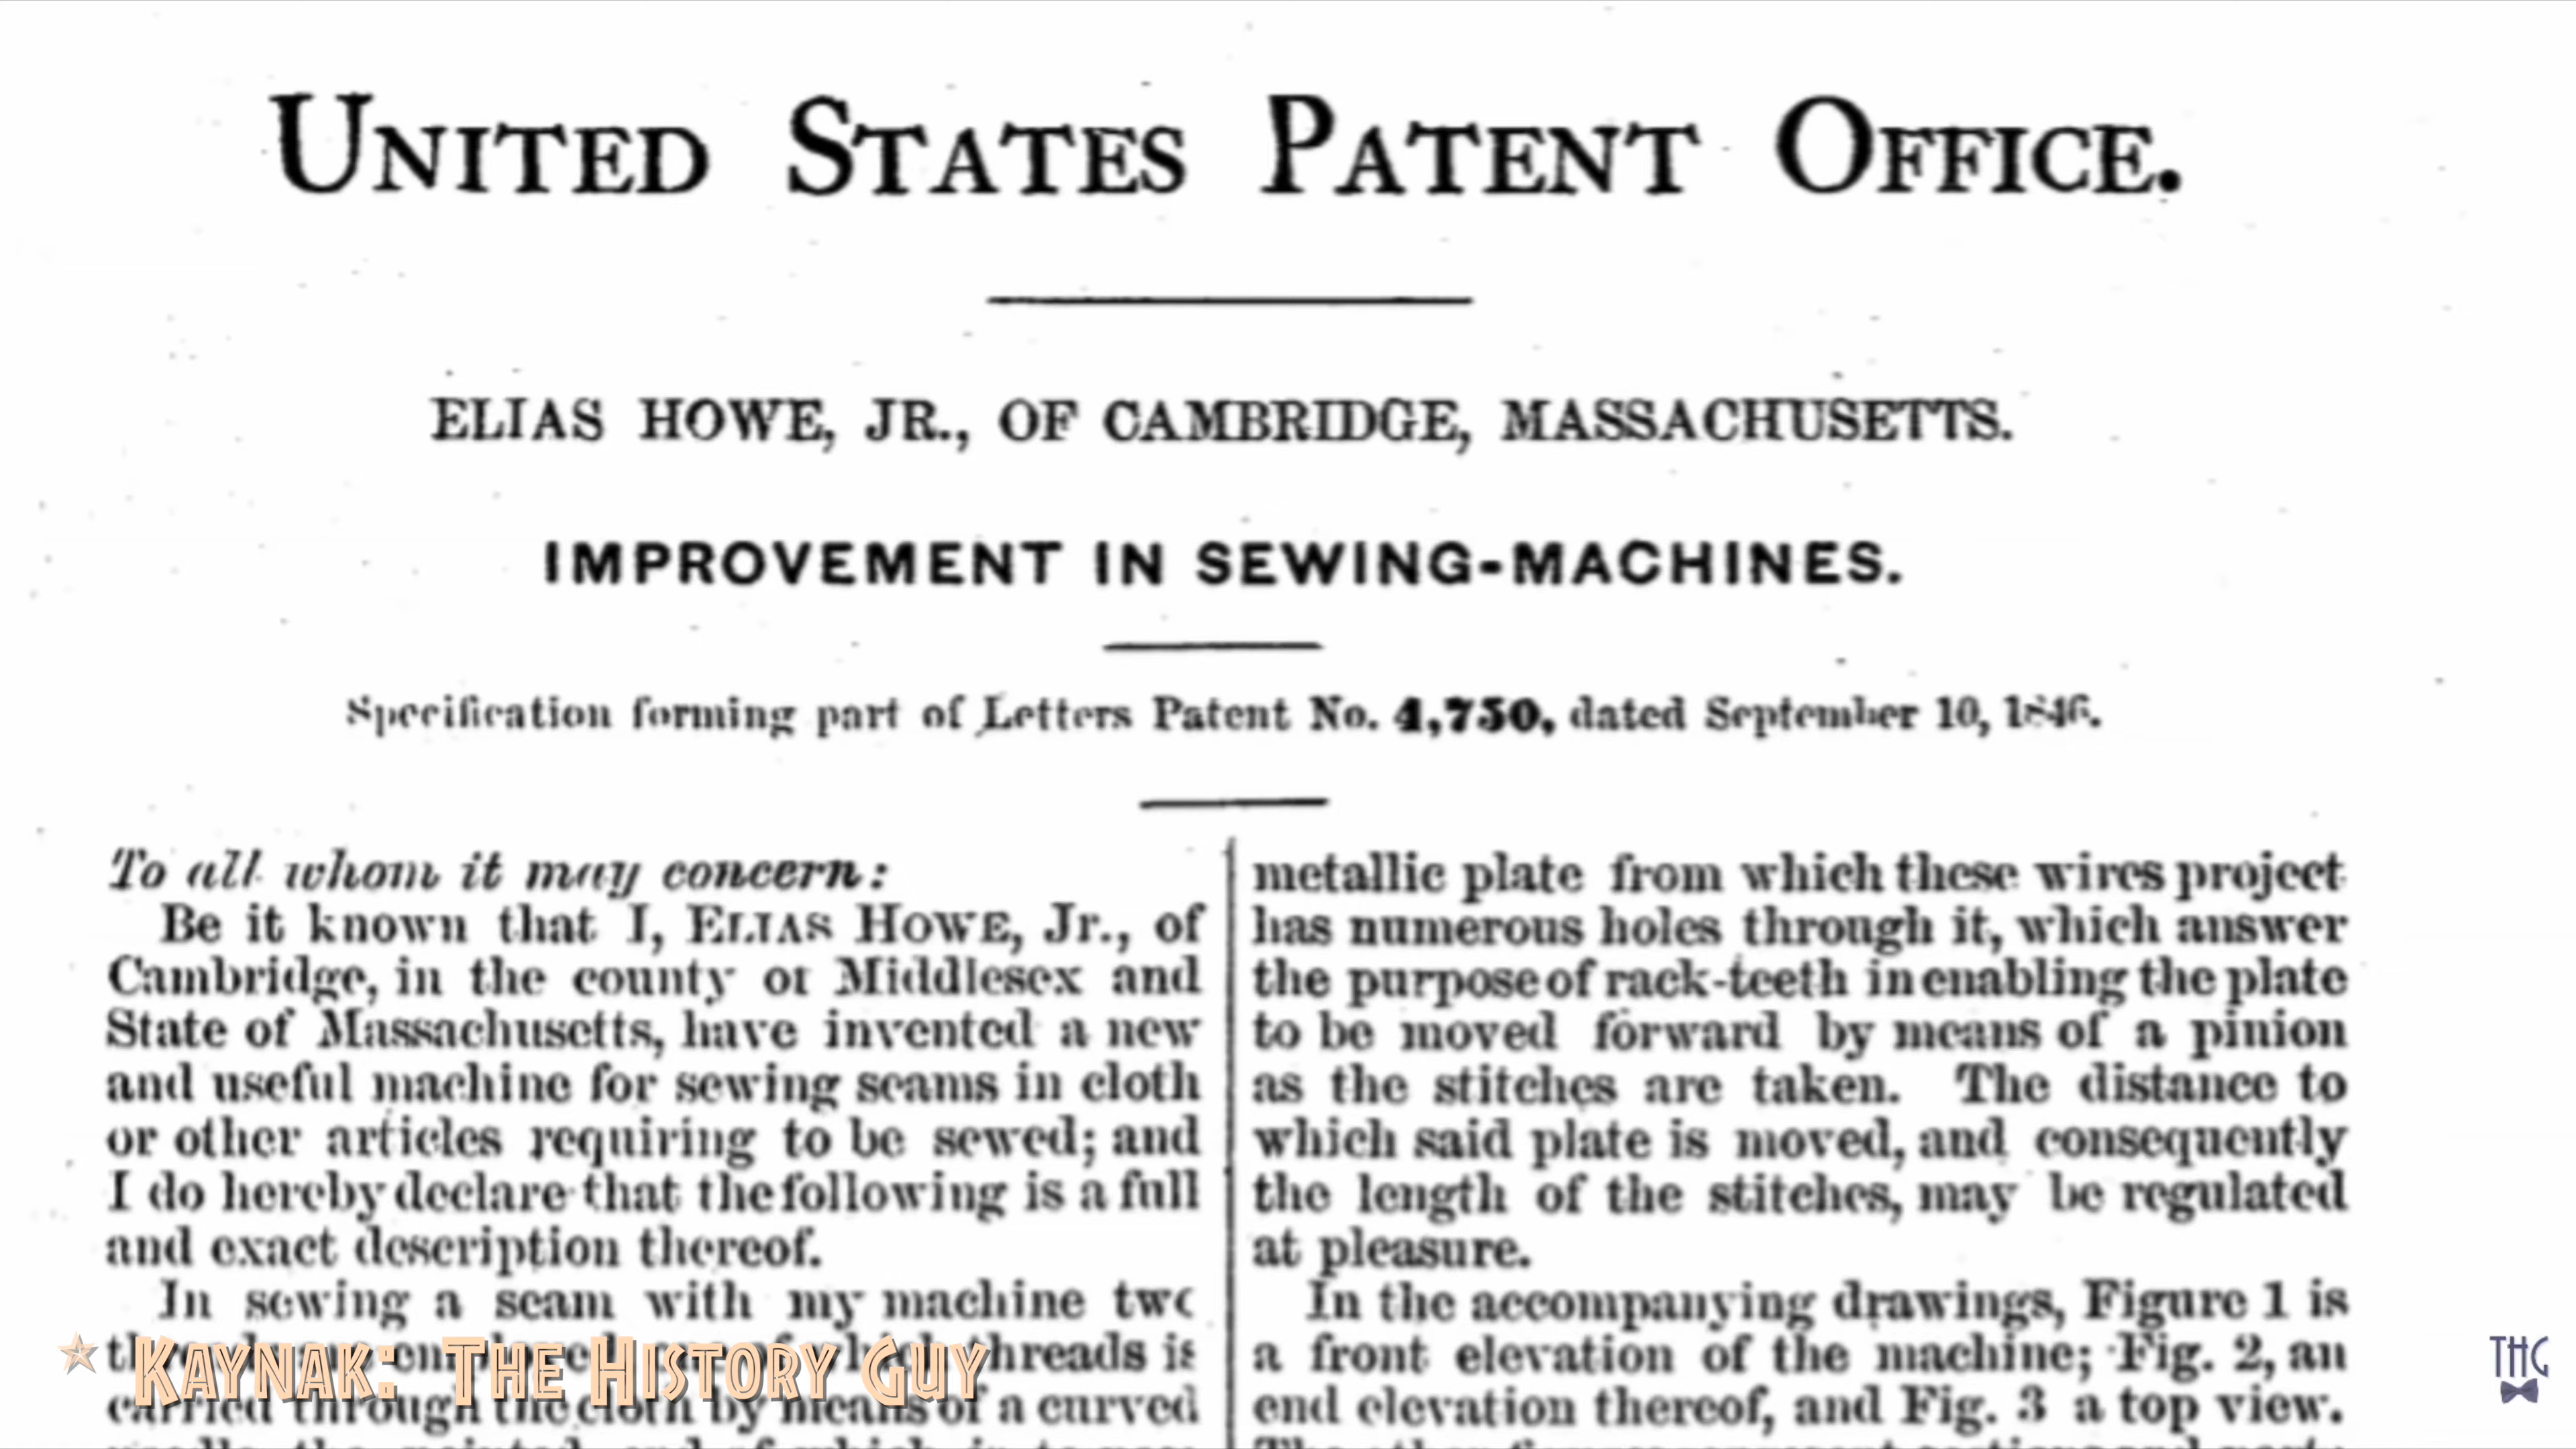 UNITED STATES PATENT OFFICE.
ELIAS HOWE, JR., OF CAMBRIDGE, MASSACHUSETTS.
IMPROVEMENT IN SEWING-MACHINES.
Specification forming part of Letters Patent No. 4,750, dated September 10, 1846.
To all whom it may concern:
Be it known that I, ELIAS HOWE, Jr., of
Cambridge, in the county of Middlesex and
State of Massachusetts, have invented a new
and useful machine for sewing seams in cloth
or other articles requiring to be sewed; and
I do hereby declare that the following is a full
and exact description thereof.
In sewing a seam with my machine two
threads is
carried through the cloth by means of a curved
metallic plate from which these wires project
has numerous holes through it, which answer
the purpose of rack-teeth in enabling the plate
to be moved forward by means of a pinion
as the stitches are taken. The distance to
which said plate is moved, and consequently
the length of the stitches, may be regulated
at pleasure.
In the accompanying drawings, Figure 1 is
a front elevation of the machine; Fig. 2, an
end elevation thereof, and Fig. 3 a top view.
KAYNAK: THE HISTORY GUY
THG